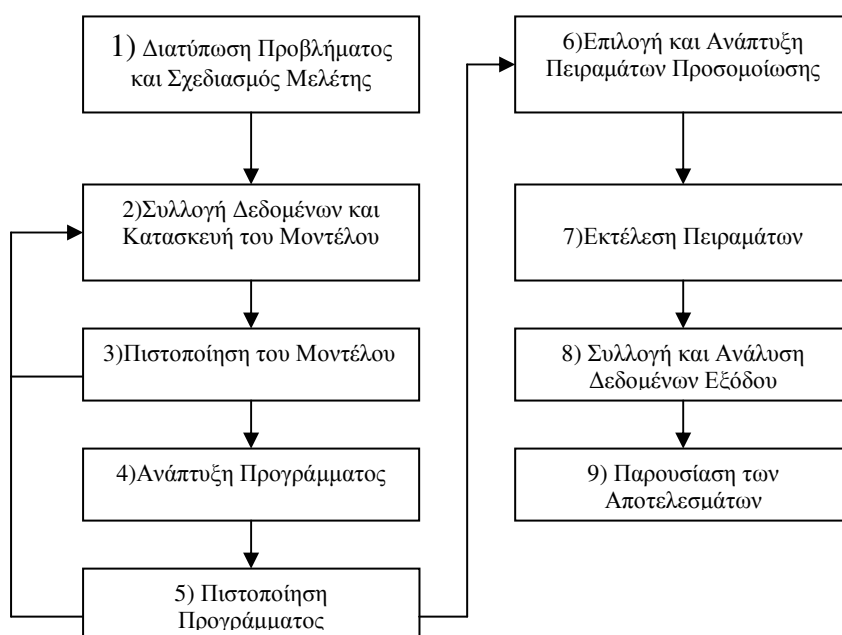 1) Διατύπωση Προβλήματος
και Σχεδιασμός Μελέτης
2)Συλλογή Δεδομένων και
Κατασκευή του Μοντέλου
3)Πιστοποίηση του Μοντέλου
4)Ανάπτυξη Προγράμματος
5) Πιστοποίηση
Προγράμματος
6)Επιλογή και Ανάπτυξη
Πειραμάτων Προσομοίωσης
7)Εκτέλεση Πειραμάτων
8) Συλλογή και Ανάλυση
Δεδομένων Εξόδου
9) Παρουσίαση των
Αποτελεσμάτων